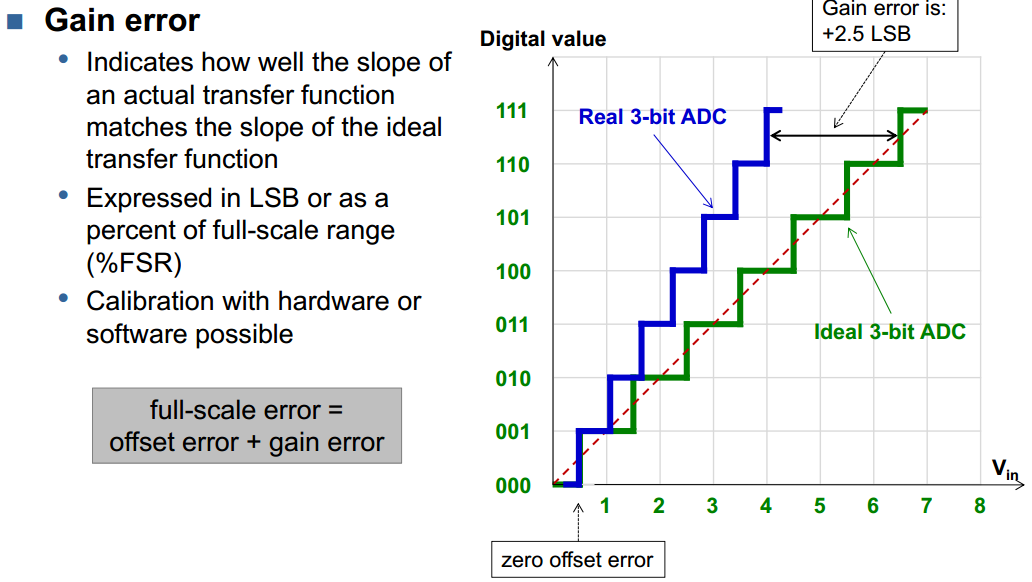 Gain error
Indicates how well the slope of
an actual transfer function
matches the slope of the ideal
transfer function
Expressed in LSB or as a
percent of full-scale range
(%FSR)
Calibration with hardware or
software possible
full-scale error =
offset error + gain error
Gain error is:
+2.5 LSB
Digital value
111
110
101
100
011
010
001
000
Real 3-bit ADC
Ideal 3-bit ADC
Vin
1 2 3 4 5 6 7 8
zero offset error